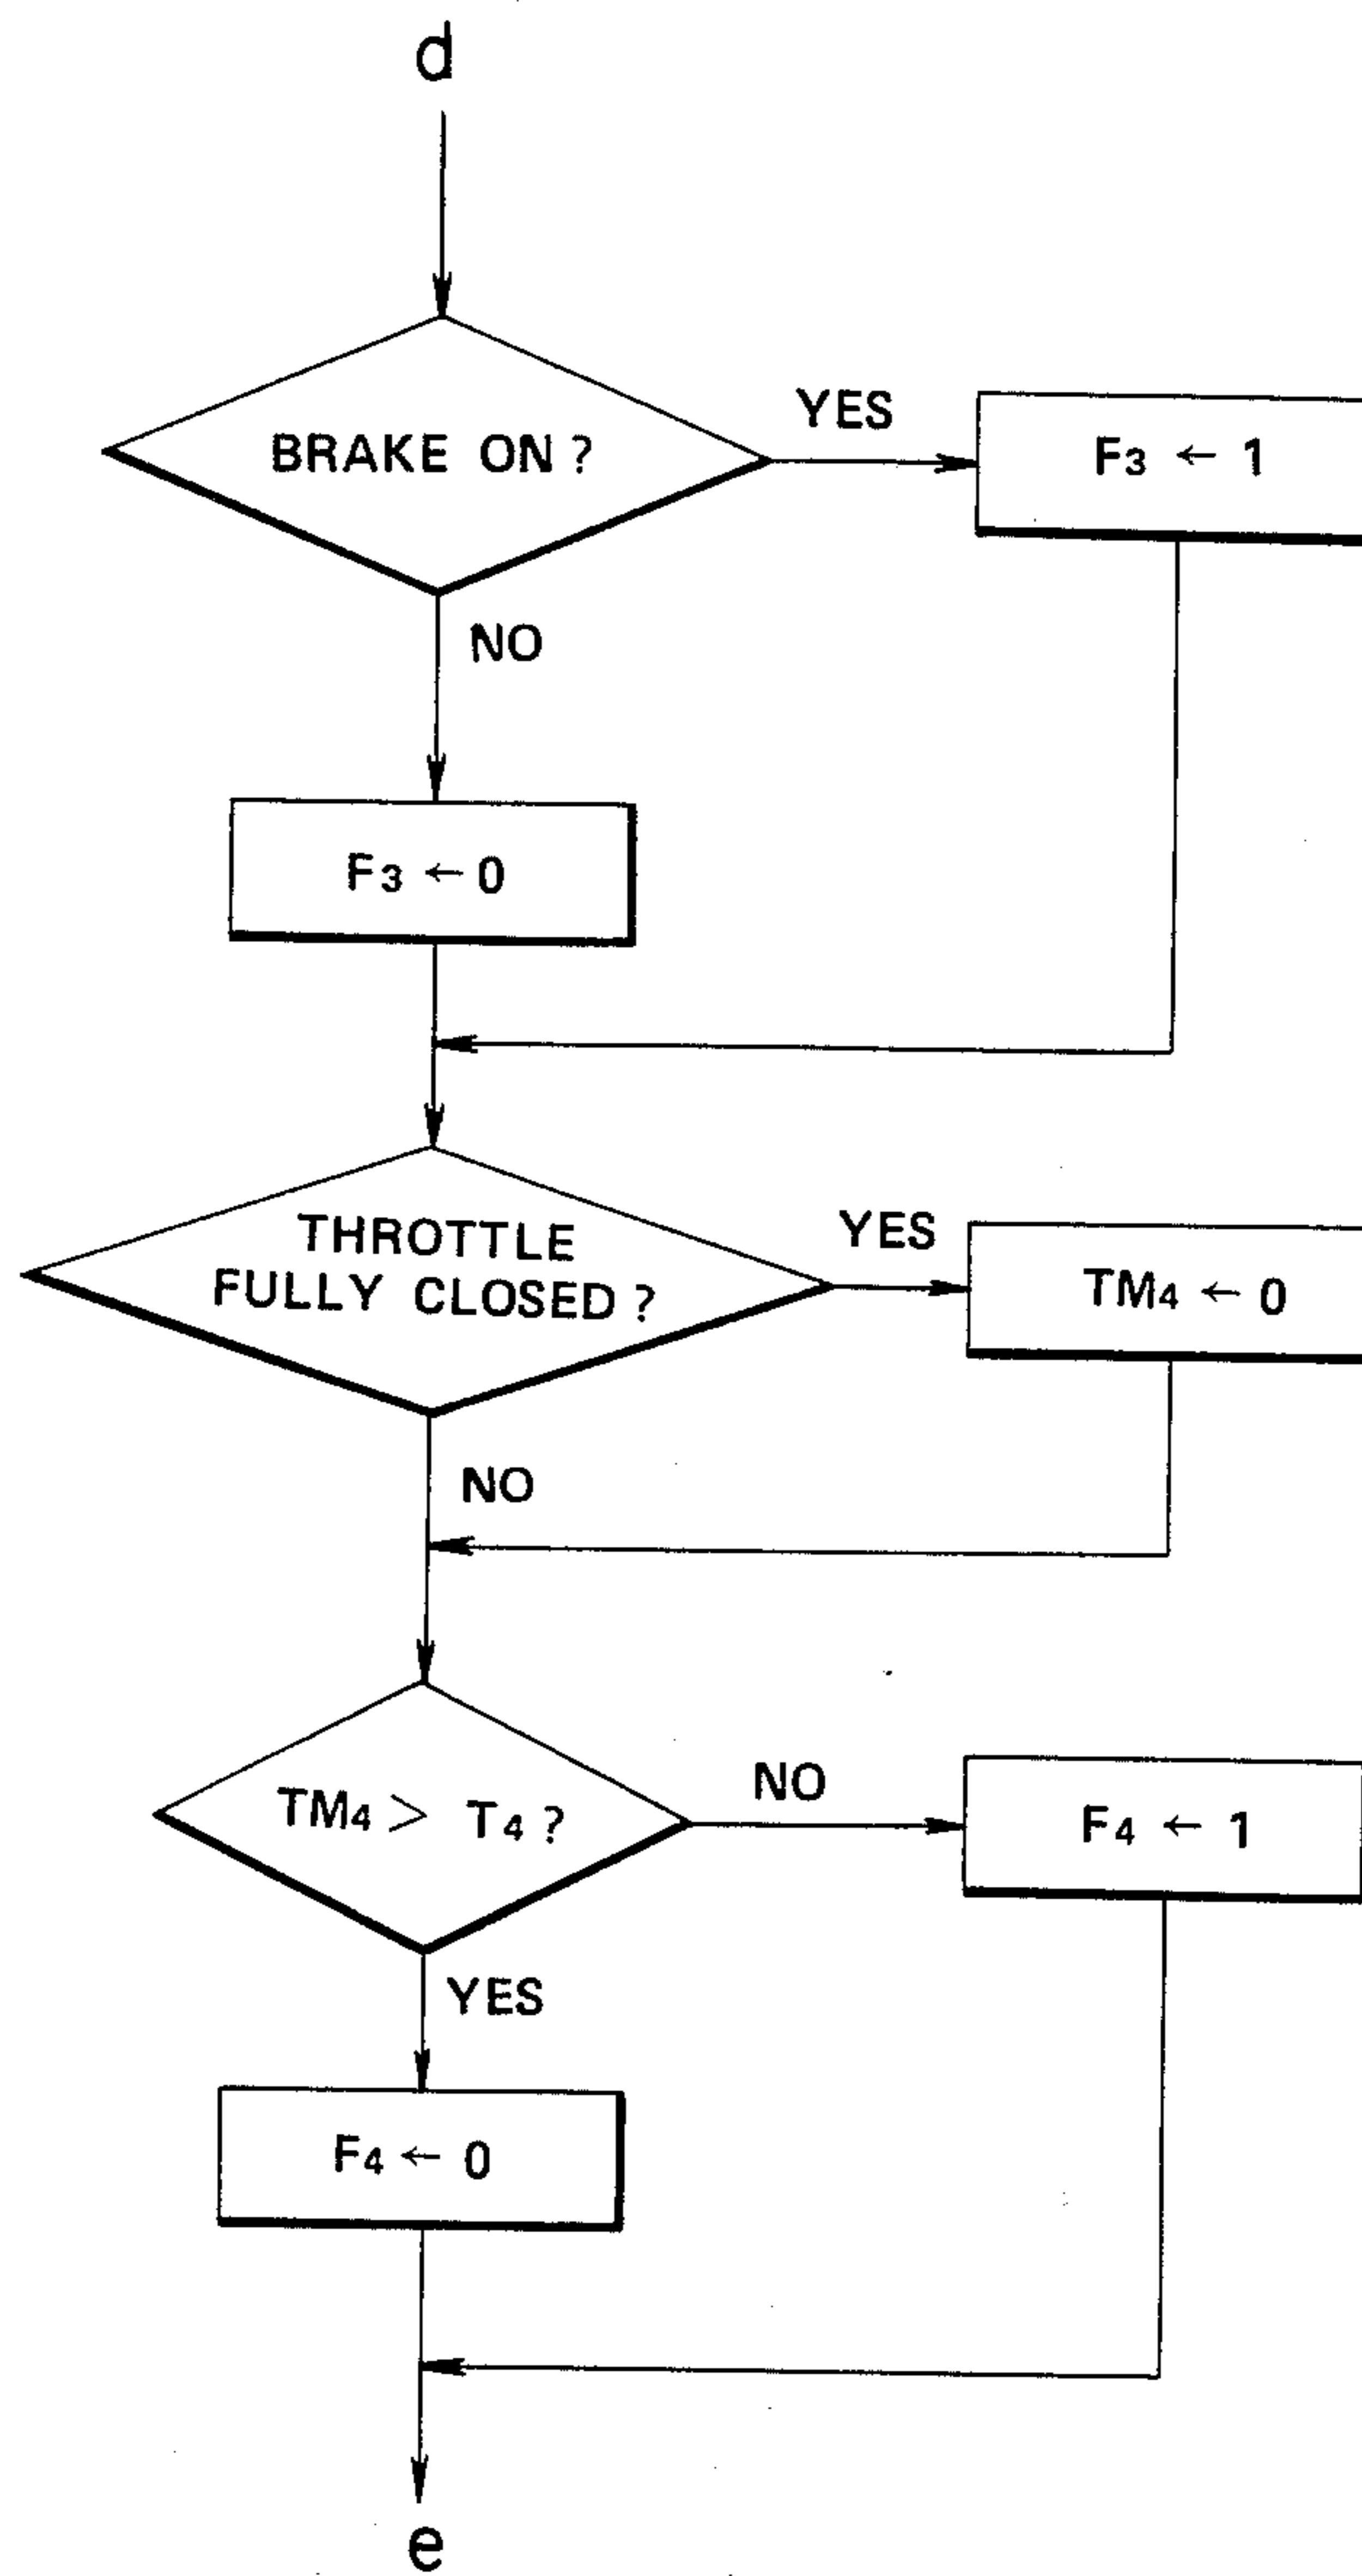 d
BRAKE ON ?
YES
F3 ← 1
NO
F3 ← 0
THROTTLE
FULLY CLOSED ?
YES
TM4 ← 0
NO
TM4 > T4 ?
NO
F4 ← 1
YES
F4 ← 0
e